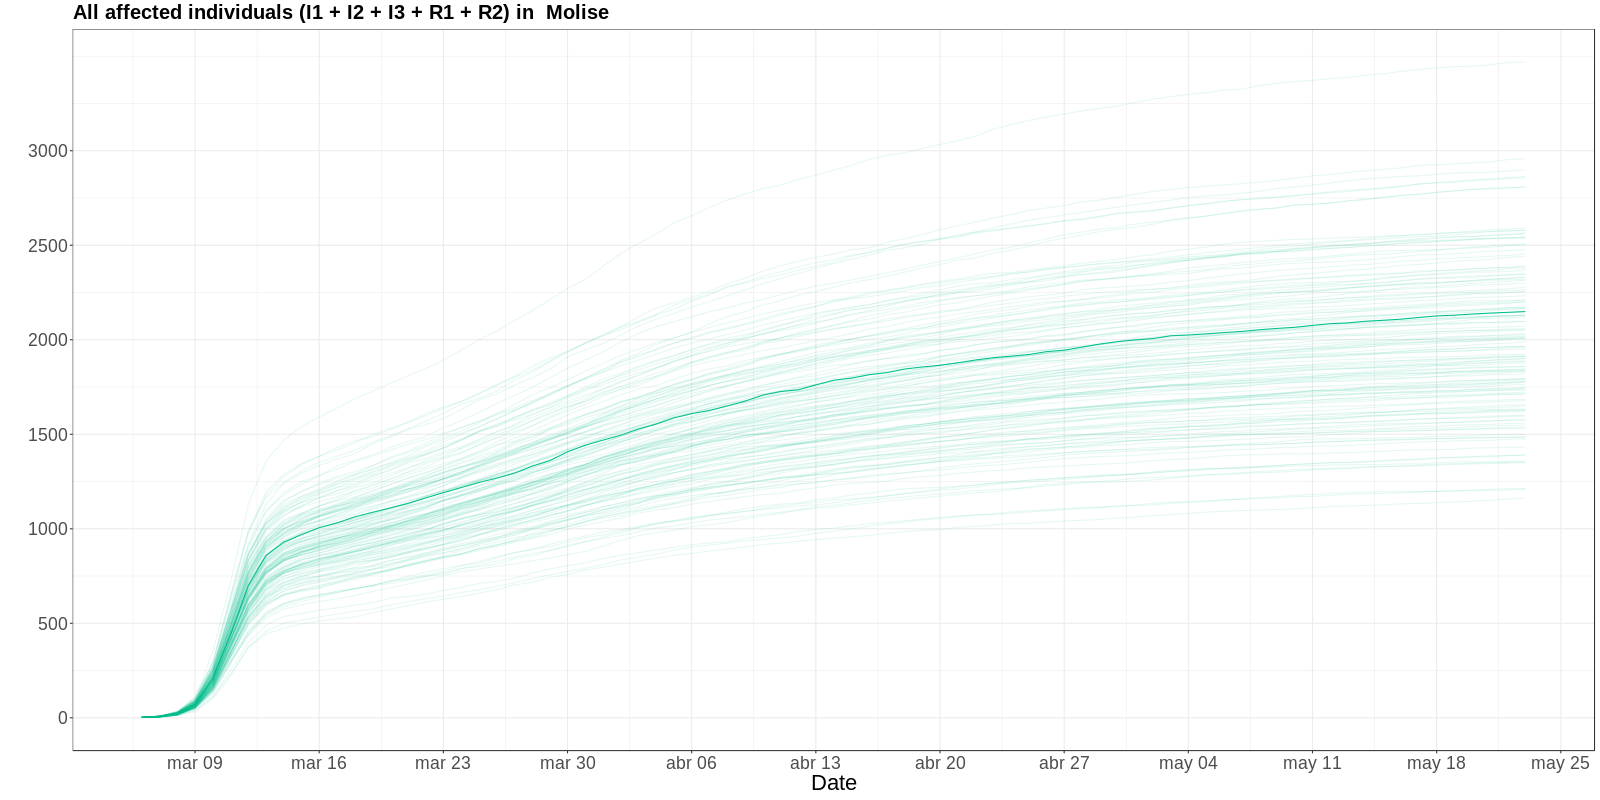 All affected individuals (I1 + I2 + I3 + R1 + R2) in  Molise
3000
2500
2000
1500
1000
500
0
mar 09 mar 16 mar 23 mar 30 abr 06 abr 13 abr 20 abr 27 may 04 may 11 may 18 may 25
Date